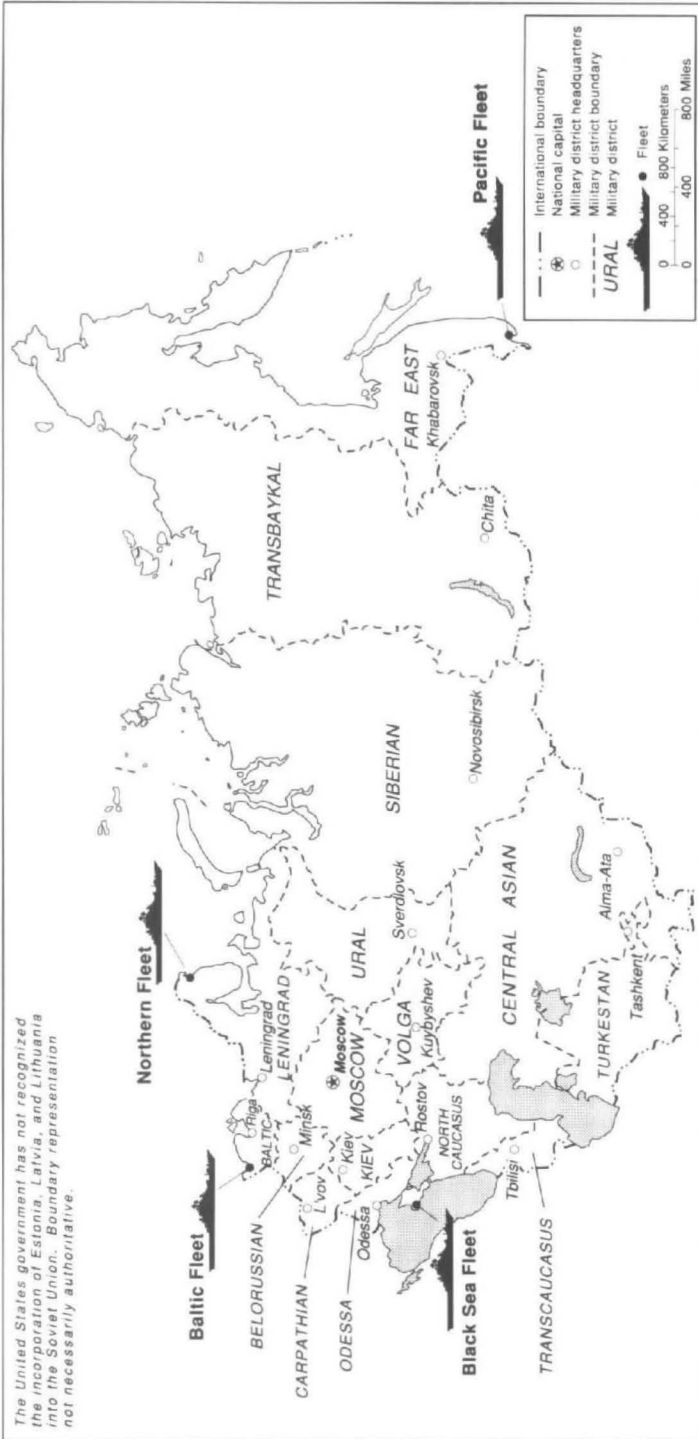 The United States government has not recognized
the incorporation of Estonia, Latvia, and Lithuania
into the Soviet Union. Boundary representation
not necessarily authoritative.
Northern Fleet
Baltic Fleet
Pacific Fleet
Black Sea Fleet
BELORUSSIAN
CARPATHIAN
ODESSA
TRANSCAUCASUS
Riga
BALTIC
Leningrad
LENINGRAD
Minsk
Moscow
MOSCOW
L'vov
Kiev
KIEV
Odessa
Rostov
NORTH
CAUCASUS
Tbilisi
VOLGA
Kuybyshev
URAL
Sverdlovsk
SIBERIAN
Novosibirsk
CENTRAL ASIAN
Alma-Ata
TURKESTAN
Tashkent
TRANSBAYKAL
Chita
FAR EAST
Khabarovsk
International boundary
National capital
Military district headquarters
Military district boundary
URAL Military district
Fleet
0 400 800 Kilometers
0 400 800 Miles